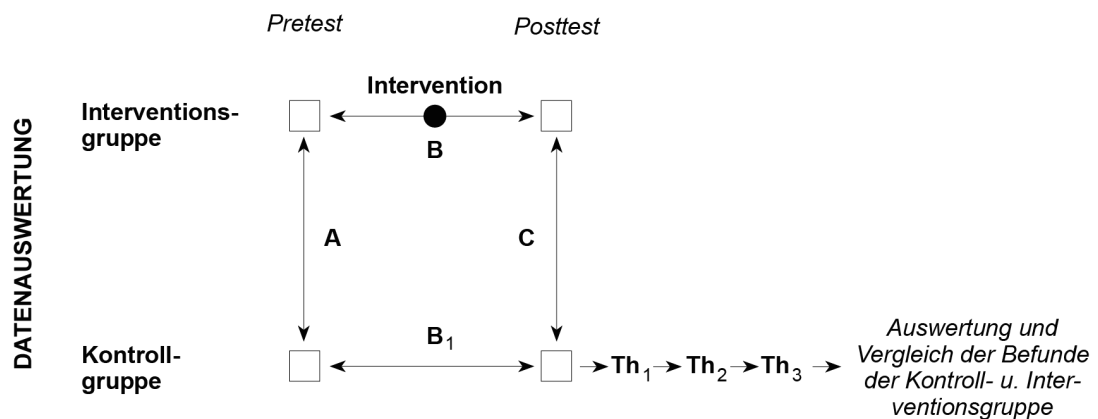 Pretest
Posttest
DATENAUSWERTUNG
Interventions-
gruppe
Intervention
B
A
C
Kontroll-
gruppe
B1
Th1 Th2 Th3
Auswertung und
Vergleich der Befunde
der Kontroll- u. Inter-
ventionsgruppe